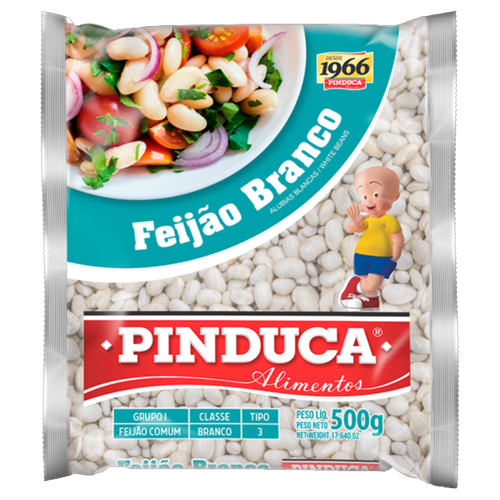 DESDE
1966
PINDUCA
Feijão Branco
ALUBIAS BLANCAS / WHITE BEANS
PINDUCA®
Alimentos
GRUPO I CLASSE TIPO
FEIJÃO COMUM BRANCO 3
PESO LÍQ.
PESO NETO 500g
NET WEIGHT 17.640.OZ
Feijão Branco
PINDUCA